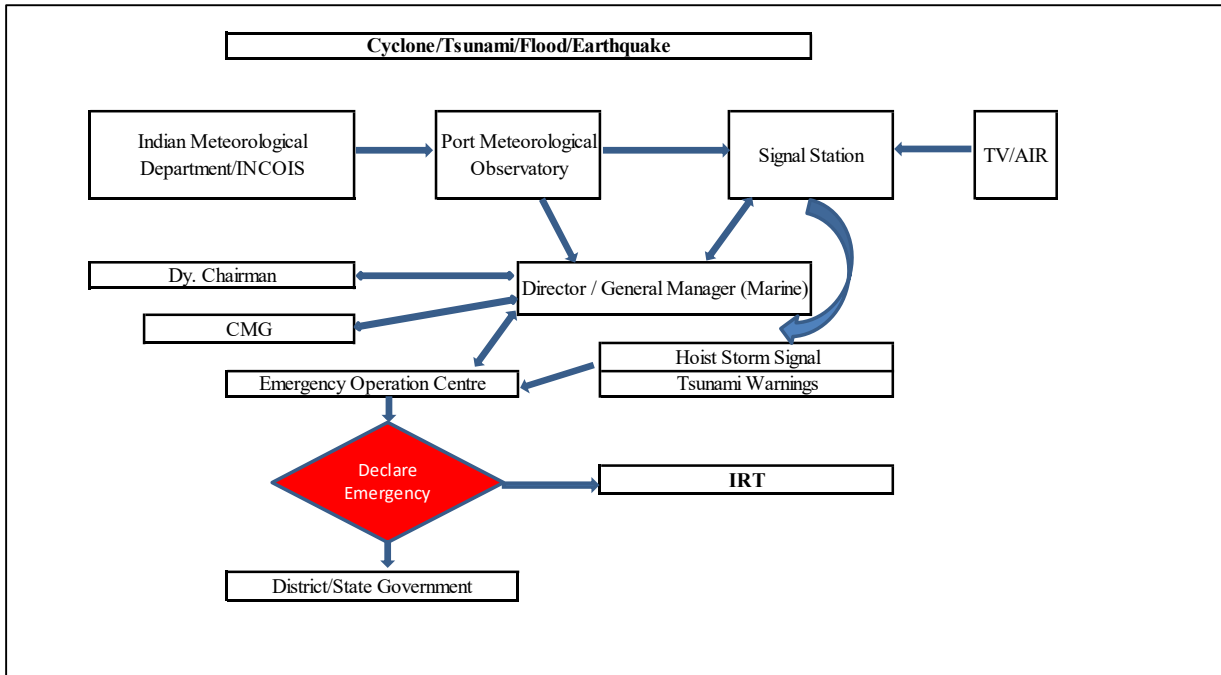 Cyclone/Tsunami/Flood/Earthquake
Indian Meteorological
Department/INCOIS
Port Meteorological
Observatory
Signal Station
TV/AIR
Dy. Chairman
Director / General Manager (Marine)
CMG
Hoist Storm Signal
Tsunami Warnings
Emergency Operation Centre
Declare
Emergency
IRT
District/State Government